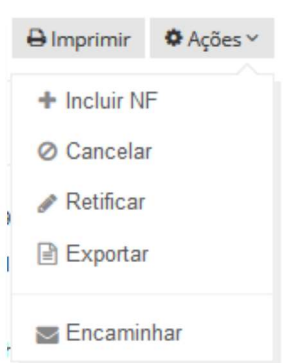 Imprimir Ações
Incluir NF
Cancelar
Retificar
Exportar
Encaminhar